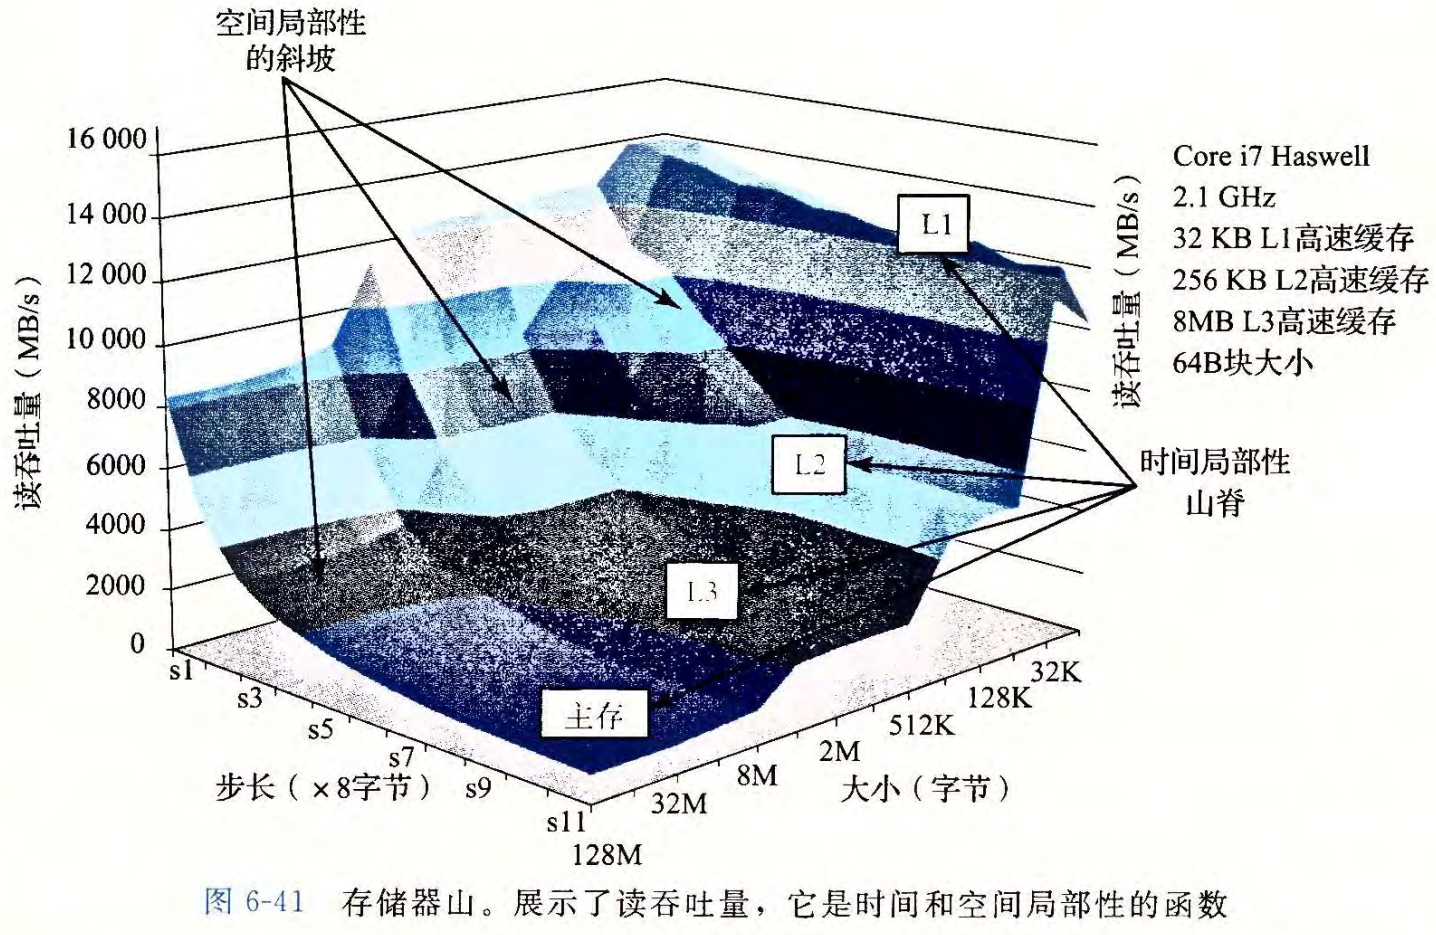 空间局部性
的斜坡
16 000
14 000
12 000
10 000
8000
6000
4000
2000
0
读吞吐量（MB/s）
读吞吐量（MB/s）
Core i7 Haswell
2.1 GHz
32 KB L1高速缓存
256 KB L2高速缓存
8MB L3高速缓存
64B块大小
L1
L2
L3
主存
时间局部性
山脊
s1
s3
s5
s7
s9
s11
步长（×8字节）
128M
32M
8M
2M
512K
128K
32K
大小（字节）
图 6-41 存储器山。展示了读吞吐量，它是时间和空间局部性的函数